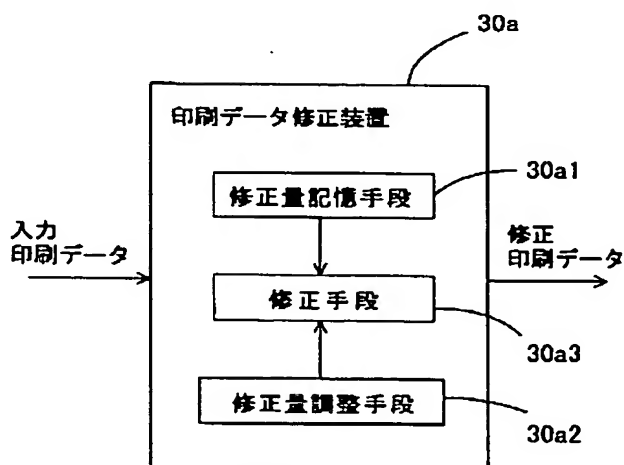 30a
印刷データ修正装置
修正量記憶手段
30a1
入力
印刷データ
修正
印刷データ
修正手段
30a3
修正量調整手段
30a2